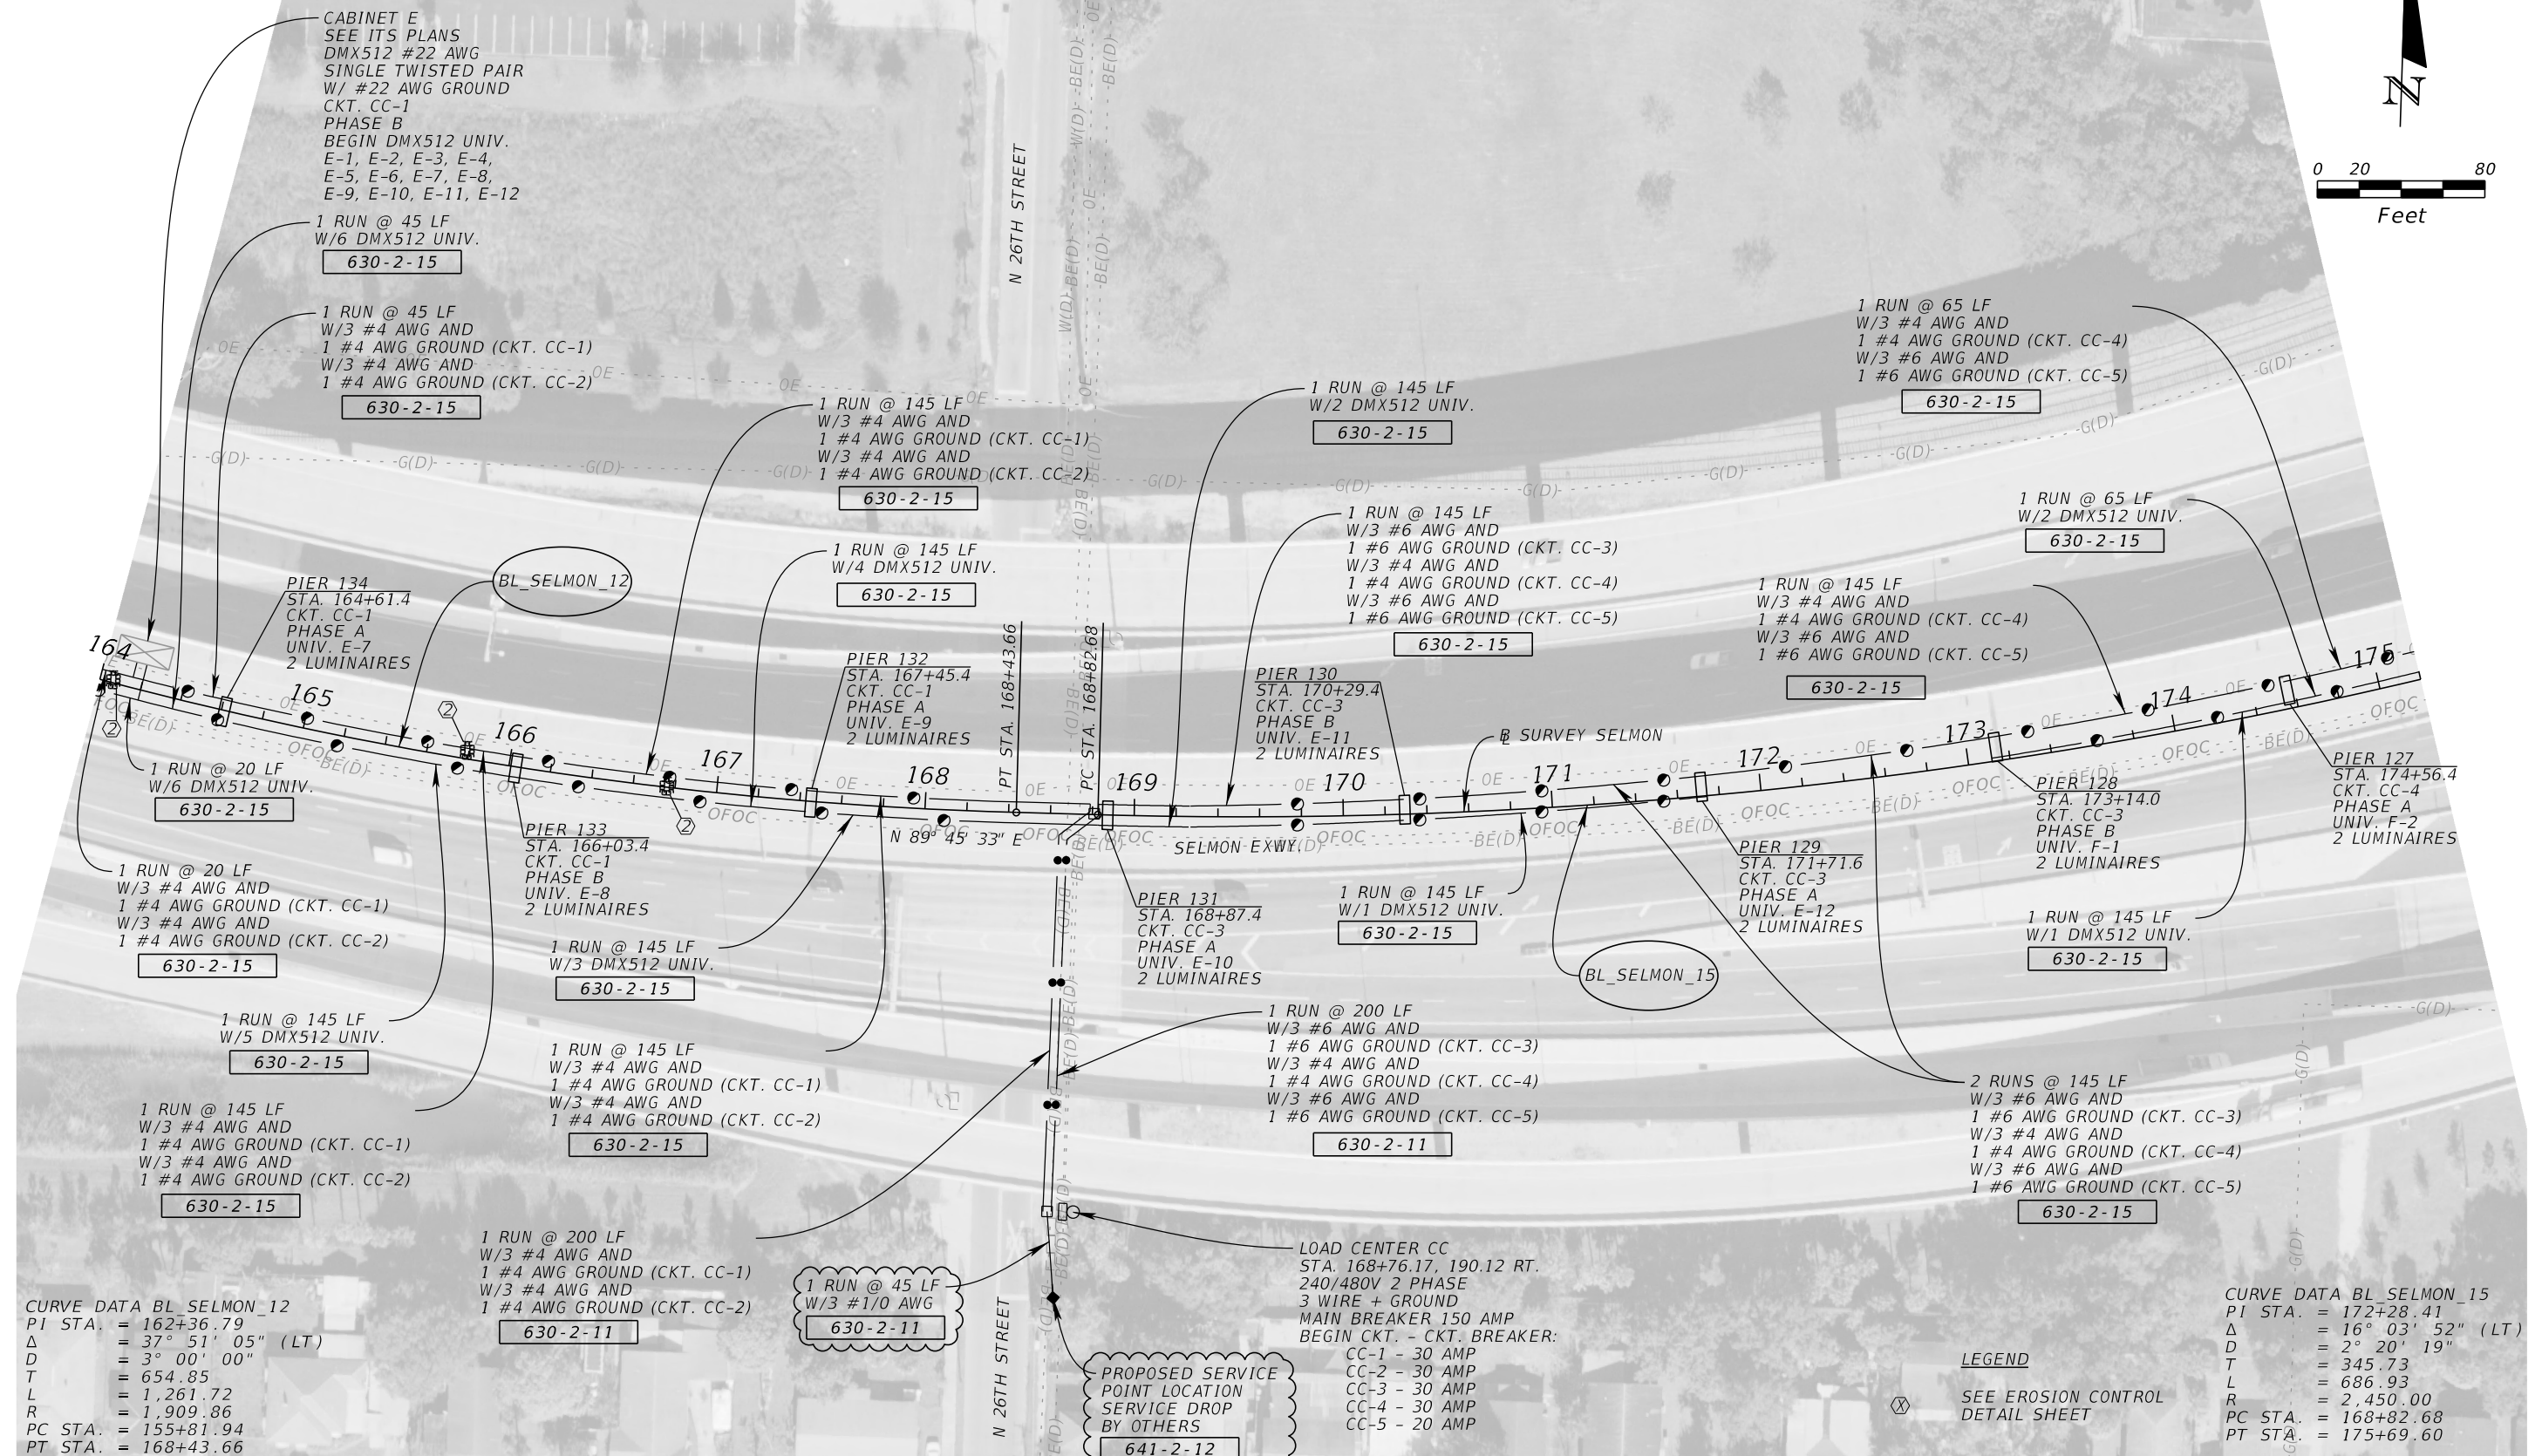 CABINET E
SEE ITS PLANS
DMX512 #22 AWG
SINGLE TWISTED PAIR
W/ #22 AWG GROUND
CKT. CC-1
PHASE B
BEGIN DMX512 UNIV.
E-1, E-2, E-3, E-4,
E-5, E-6, E-7, E-8,
E-9, E-10, E-11, E-12
1 RUN @ 45 LF
W/6 DMX512 UNIV.
630-2-15
1 RUN @ 45 LF
W/3 #4 AWG AND
1 #4 AWG GROUND (CKT. CC-1)
W/3 #4 AWG AND
1 #4 AWG GROUND (CKT. CC-2)
630-2-15
N 26TH STREET
N
0 20 80
Feet
1 RUN @ 145 LF
W/3 #4 AWG AND
1 #4 AWG GROUND (CKT. CC-1)
W/3 #4 AWG AND
1 #4 AWG GROUND (CKT. CC-2)
630-2-15
1 RUN @ 145 LF
W/2 DMX512 UNIV.
630-2-15
1 RUN @ 65 LF
W/3 #4 AWG AND
1 #4 AWG GROUND (CKT. CC-4)
W/3 #6 AWG AND
1 #6 AWG GROUND (CKT. CC-5)
630-2-15
1 RUN @ 145 LF
W/4 DMX512 UNIV.
630-2-15
1 RUN @ 145 LF
W/3 #6 AWG AND
1 #6 AWG GROUND (CKT. CC-3)
W/3 #4 AWG AND
1 #4 AWG GROUND (CKT. CC-4)
W/3 #6 AWG AND
1 #6 AWG GROUND (CKT. CC-5)
630-2-15
1 RUN @ 65 LF
W/2 DMX512 UNIV.
630-2-15
1 RUN @ 145 LF
W/3 #4 AWG AND
1 #4 AWG GROUND (CKT. CC-4)
W/3 #6 AWG AND
1 #6 AWG GROUND (CKT. CC-5)
630-2-15
PIER 134
STA. 164+61.4
CKT. CC-1
PHASE A
UNIV. E-7
2 LUMINAIRES
BL_SELMON_12
PIER 132
STA. 167+45.4
CKT. CC-1
PHASE A
UNIV. E-9
2 LUMINAIRES
PT STA. 168+43.66
PC STA. 168+82.68
PIER 130
STA. 170+29.4
CKT. CC-3
PHASE B
UNIV. E-11
2 LUMINAIRES
SURVEY SELMON
164
165
166
167
168
169
170
171
172
173
174
175
2
2
2
N 89° 45' 33" E
SELMON EXWY.
1 RUN @ 20 LF
W/6 DMX512 UNIV.
630-2-15
1 RUN @ 20 LF
W/3 #4 AWG AND
1 #4 AWG GROUND (CKT. CC-1)
W/3 #4 AWG AND
1 #4 AWG GROUND (CKT. CC-2)
630-2-15
PIER 133
STA. 166+03.4
CKT. CC-1
PHASE B
UNIV. E-8
2 LUMINAIRES
1 RUN @ 145 LF
W/3 DMX512 UNIV.
630-2-15
PIER 131
STA. 168+87.4
CKT. CC-3
PHASE A
UNIV. E-10
2 LUMINAIRES
1 RUN @ 145 LF
W/1 DMX512 UNIV.
630-2-15
BL_SELMON_15
PIER 129
STA. 171+71.6
CKT. CC-3
PHASE A
UNIV. E-12
2 LUMINAIRES
PIER 128
STA. 173+14.0
CKT. CC-3
PHASE B
UNIV. F-1
2 LUMINAIRES
PIER 127
STA. 174+56.4
CKT. CC-4
PHASE A
UNIV. F-2
2 LUMINAIRES
1 RUN @ 145 LF
W/1 DMX512 UNIV.
630-2-15
1 RUN @ 145 LF
W/5 DMX512 UNIV.
630-2-15
1 RUN @ 145 LF
W/3 #4 AWG AND
1 #4 AWG GROUND (CKT. CC-1)
W/3 #4 AWG AND
1 #4 AWG GROUND (CKT. CC-2)
630-2-15
1 RUN @ 145 LF
W/3 #4 AWG AND
1 #4 AWG GROUND (CKT. CC-1)
W/3 #4 AWG AND
1 #4 AWG GROUND (CKT. CC-2)
630-2-15
1 RUN @ 200 LF
W/3 #6 AWG AND
1 #6 AWG GROUND (CKT. CC-3)
W/3 #4 AWG AND
1 #4 AWG GROUND (CKT. CC-4)
W/3 #6 AWG AND
1 #6 AWG GROUND (CKT. CC-5)
630-2-11
2 RUNS @ 145 LF
W/3 #6 AWG AND
1 #6 AWG GROUND (CKT. CC-3)
W/3 #4 AWG AND
1 #4 AWG GROUND (CKT. CC-4)
W/3 #6 AWG AND
1 #6 AWG GROUND (CKT. CC-5)
630-2-15
1 RUN @ 200 LF
W/3 #4 AWG AND
1 #4 AWG GROUND (CKT. CC-1)
W/3 #4 AWG AND
1 #4 AWG GROUND (CKT. CC-2)
630-2-11
1 RUN @ 45 LF
W/3 #1/0 AWG
630-2-11
N 26TH STREET
PROPOSED SERVICE
POINT LOCATION
SERVICE DROP
BY OTHERS
641-2-12
LOAD CENTER CC
STA. 168+76.17, 190.12 RT.
240/480V 2 PHASE
3 WIRE + GROUND
MAIN BREAKER 150 AMP
BEGIN CKT. - CKT. BREAKER:
CC-1 - 30 AMP
CC-2 - 30 AMP
CC-3 - 30 AMP
CC-4 - 30 AMP
CC-5 - 20 AMP
LEGEND
X SEE EROSION CONTROL
DETAIL SHEET
CURVE DATA BL_SELMON_12
PI STA. = 162+36.79
Δ = 37° 51' 05" (LT)
D = 3° 00' 00"
T = 654.85
L = 1,261.72
R = 1,909.86
PC STA. = 155+81.94
PT STA. = 168+43.66
CURVE DATA BL_SELMON_15
PI STA. = 172+28.41
Δ = 16° 03' 52" (LT)
D = 2° 20' 19"
T = 345.73
L = 686.93
R = 2,450.00
PC STA. = 168+82.68
PT STA. = 175+69.60